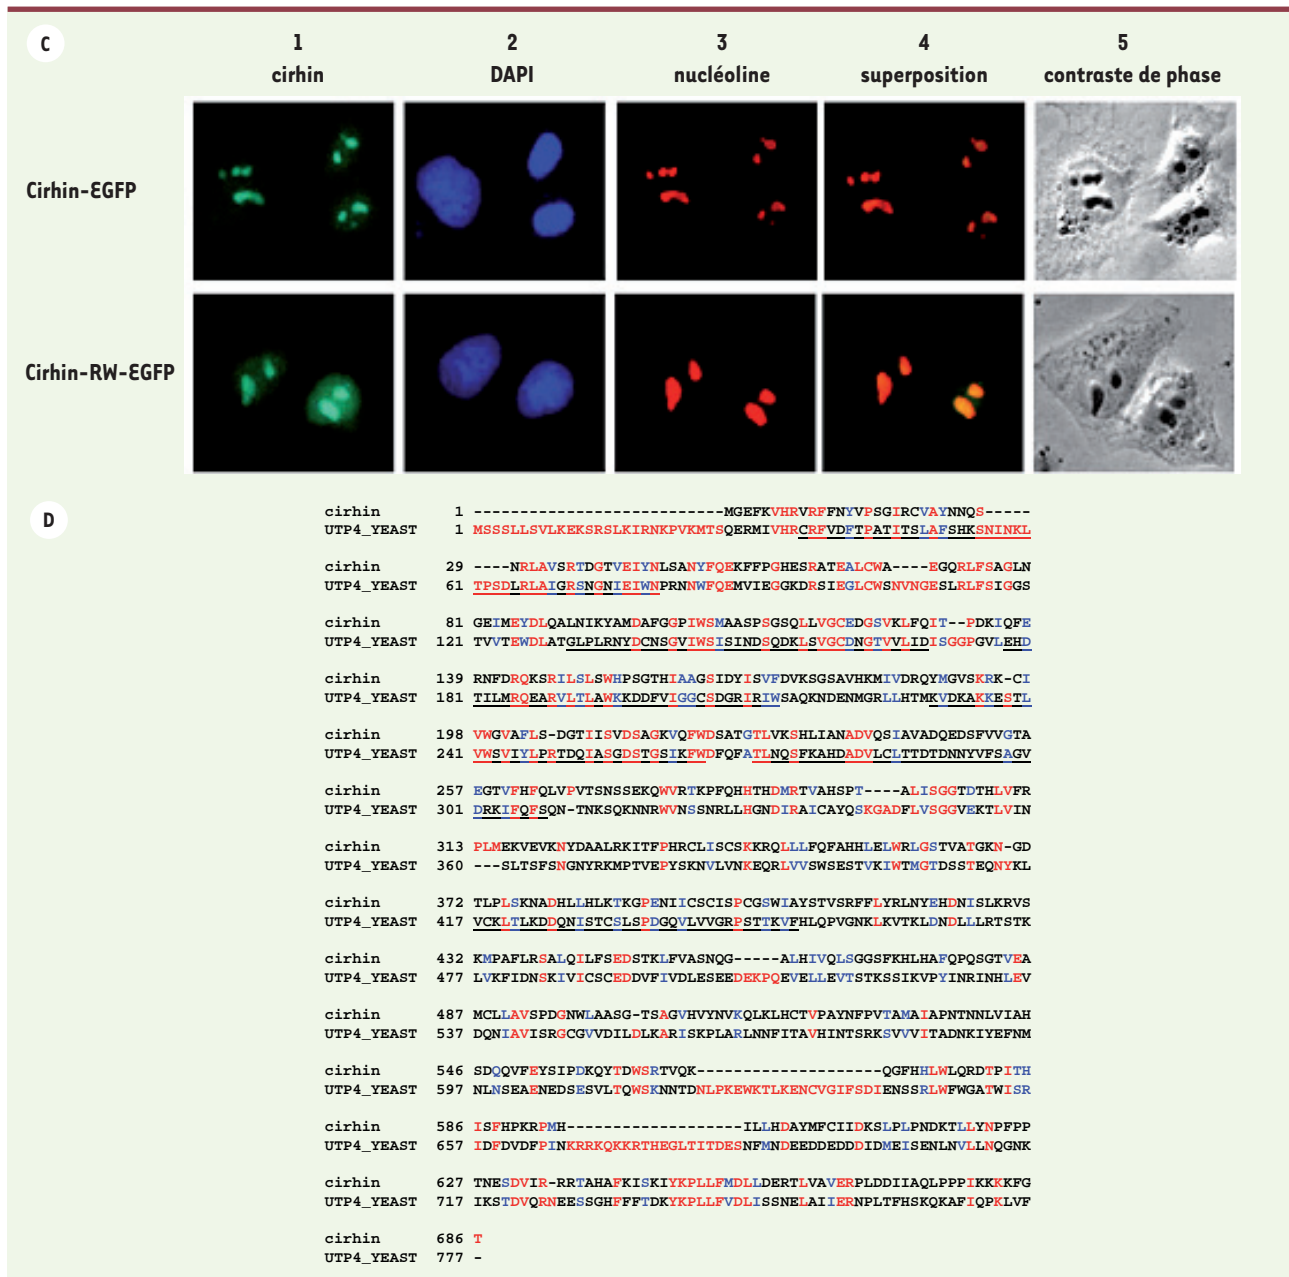 C
1 2 3 4 5
cirhin DAPI nucléoline superposition contraste de phase
Cirhin-EGFP
Cirhin-RW-EGFP
D
cirhin 1 ------------------------------MGEFKVHRVRFFNYVPSGIRCVAYNNQS-----
UTP4_YEAST 1 MSSSLLSVLKEKSRSLKIRNKPVKMTSQERMIVHRCRFVDFTPATITSLAFSHKSNINKL
cirhin 29 ----NRLAVSRTDGTVEIYNLSANYFQEKFFPGHESRATEALCWA----EGQRLFSAGLN
UTP4_YEAST 61 TPSDLRLAIGRSNGNIEIWNPRNNWFQEMVIEGGKDRSIEGLCWSNVNGESLRLFSIGGS
cirhin 81 GEIMEYDLQALNIKYAMDAFGGPIWSMAASPSGSQLLVGCEDGSVKLFQIT--PDKIQFE
UTP4_YEAST 121 TVVTEWDLATGLPLRNYDCNSGVIWSISINDSQDKLSVGCDNGTVVLIDISGGPGVLEHD
cirhin 139 RNFDRQKSRILSLSWHPSGTHIAAGSIDYISVFDVKSGSAVHKMIVDRQYMGVSKRK-CI
UTP4_YEAST 181 TILMRQEARVLTLAWKKDDFVIGGCSDGRIRIWSAQKNDENMGRLLHTMKVDKAKKESTL
cirhin 198 VWGVAFLS-DGTIISVDSAGKVQFWDSATGTLVKSHLIANADVQSIAVADQEDSFVVGTA
UTP4_YEAST 241 VWSVIYLPRTDQIASGDSTGSIKFWDFQFATLNQSFKAHDADVLCLTTDTDNNYVFSAGV
cirhin 257 EGTVFHFQLVPVTSNSSEKQWVRTKPFQHHTHDMRTVAHSPT----ALISGGTDTHLVFR
UTP4_YEAST 301 DRKIFQFSQN-TNKSQKNNRWVNSSNRLLHGNDIRAICAYQSKGADFLVSGGVEKTLVIN
cirhin 313 PLMEKVEVKNYDAALRKITFPHRCLISCSKKRQLLLFQFAHHLELWRLGSTVATGKN-GD
UTP4_YEAST 360 ---SLTSFSNGNYRKMPTVEPYSKNVLVNKEQRLVVSWSESTVKIWTMGTDSSTEQNYKL
cirhin 372 TLPLSKNADHLLHLKTKGPENIICSCISPCGSWIAYSTVSRFFLYRLNYEHDNISLKRVS
UTP4_YEAST 417 VCKLTLKDDQNISTCSLSPDGQVLVVGRPSTTKVFHLQPVGNKLKVTKLDNDLLLRTSTK
cirhin 432 KMPAFLRSALQILFSEDSTKLFVASNQG-----ALHIVQLSGGSFKHLHAFQPQSGTVEA
UTP4_YEAST 477 LVKFIDNSKIVICSCEDDVFIVDLESEEDEKPQEVELLEVTSTKSSIKVPYINRINHLEV
cirhin 487 MCLLAVSPDGNWLAASG-TSAGVHVYNVKQLKLHCTVPAYNFPVTAMAIAPNTNNLVIAH
UTP4_YEAST 537 DQNIAVISRGCGVVDILDLKARISKPLARLNNFITAVHINTSRKSVVVITADNKIYEFNM
cirhin 546 SDQQVFEYSIPDKQYTDWSRTVQK--------------------QGFHHLWLQRDTPITH
UTP4_YEAST 597 NLNSEAENEDSESVLTQWSKNNTDNLPKEWKTLKENCVGIFSDIENSSRLWFWGATWISR
cirhin 586 ISFHPKRPMH-------------------ILLHDAYMFCIIDKSLPLPNDKTLLYNPFPP
UTP4_YEAST 657 IDFDVDFPINKRRKQKKRTHEGLTITDESNFMNDEEDDEDDDIDMEISENLNVLLNQGNK
cirhin 627 TNESDVIR-RRTAHAFKISKIYKPLLFMDLLDERTLVAVERPLDDIIAQLPPPIKKKKFG
UTP4_YEAST 717 IKSTDVQRNEESSGHFFFTDKYKPLLFVDLISSNELAIIERNPLTFHSKQKAFIQPKLVF
cirhin 686 T
UTP4_YEAST 777 -